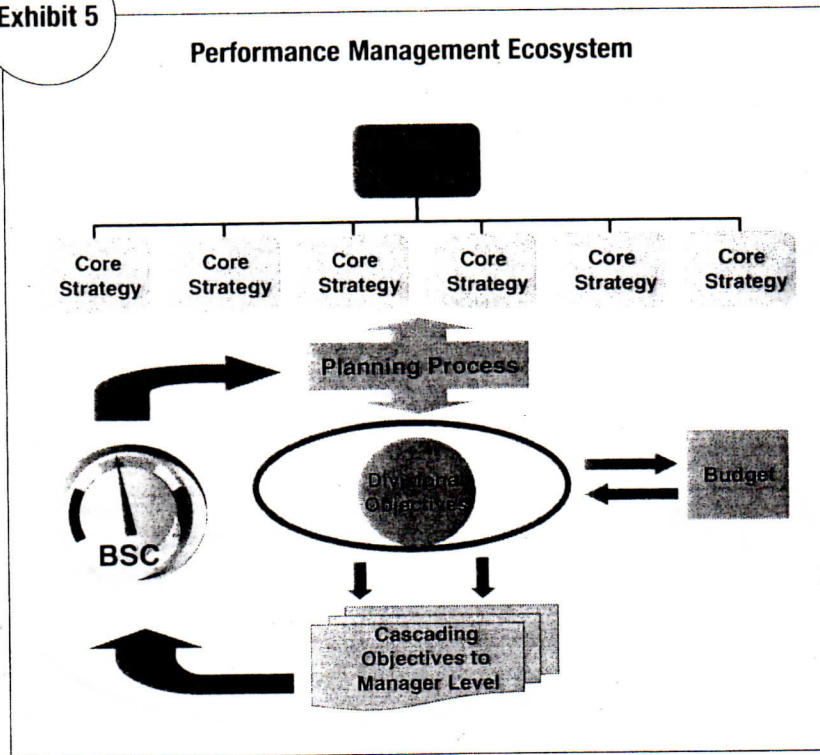 Exhibit 5
Performance Management Ecosystem
Core
Strategy
Core
Strategy
Core
Strategy
Core
Strategy
Core
Strategy
Core
Strategy
Planning Process
Divisional
Objectives
Budget
BSC
Cascading
Objectives to
Manager Level